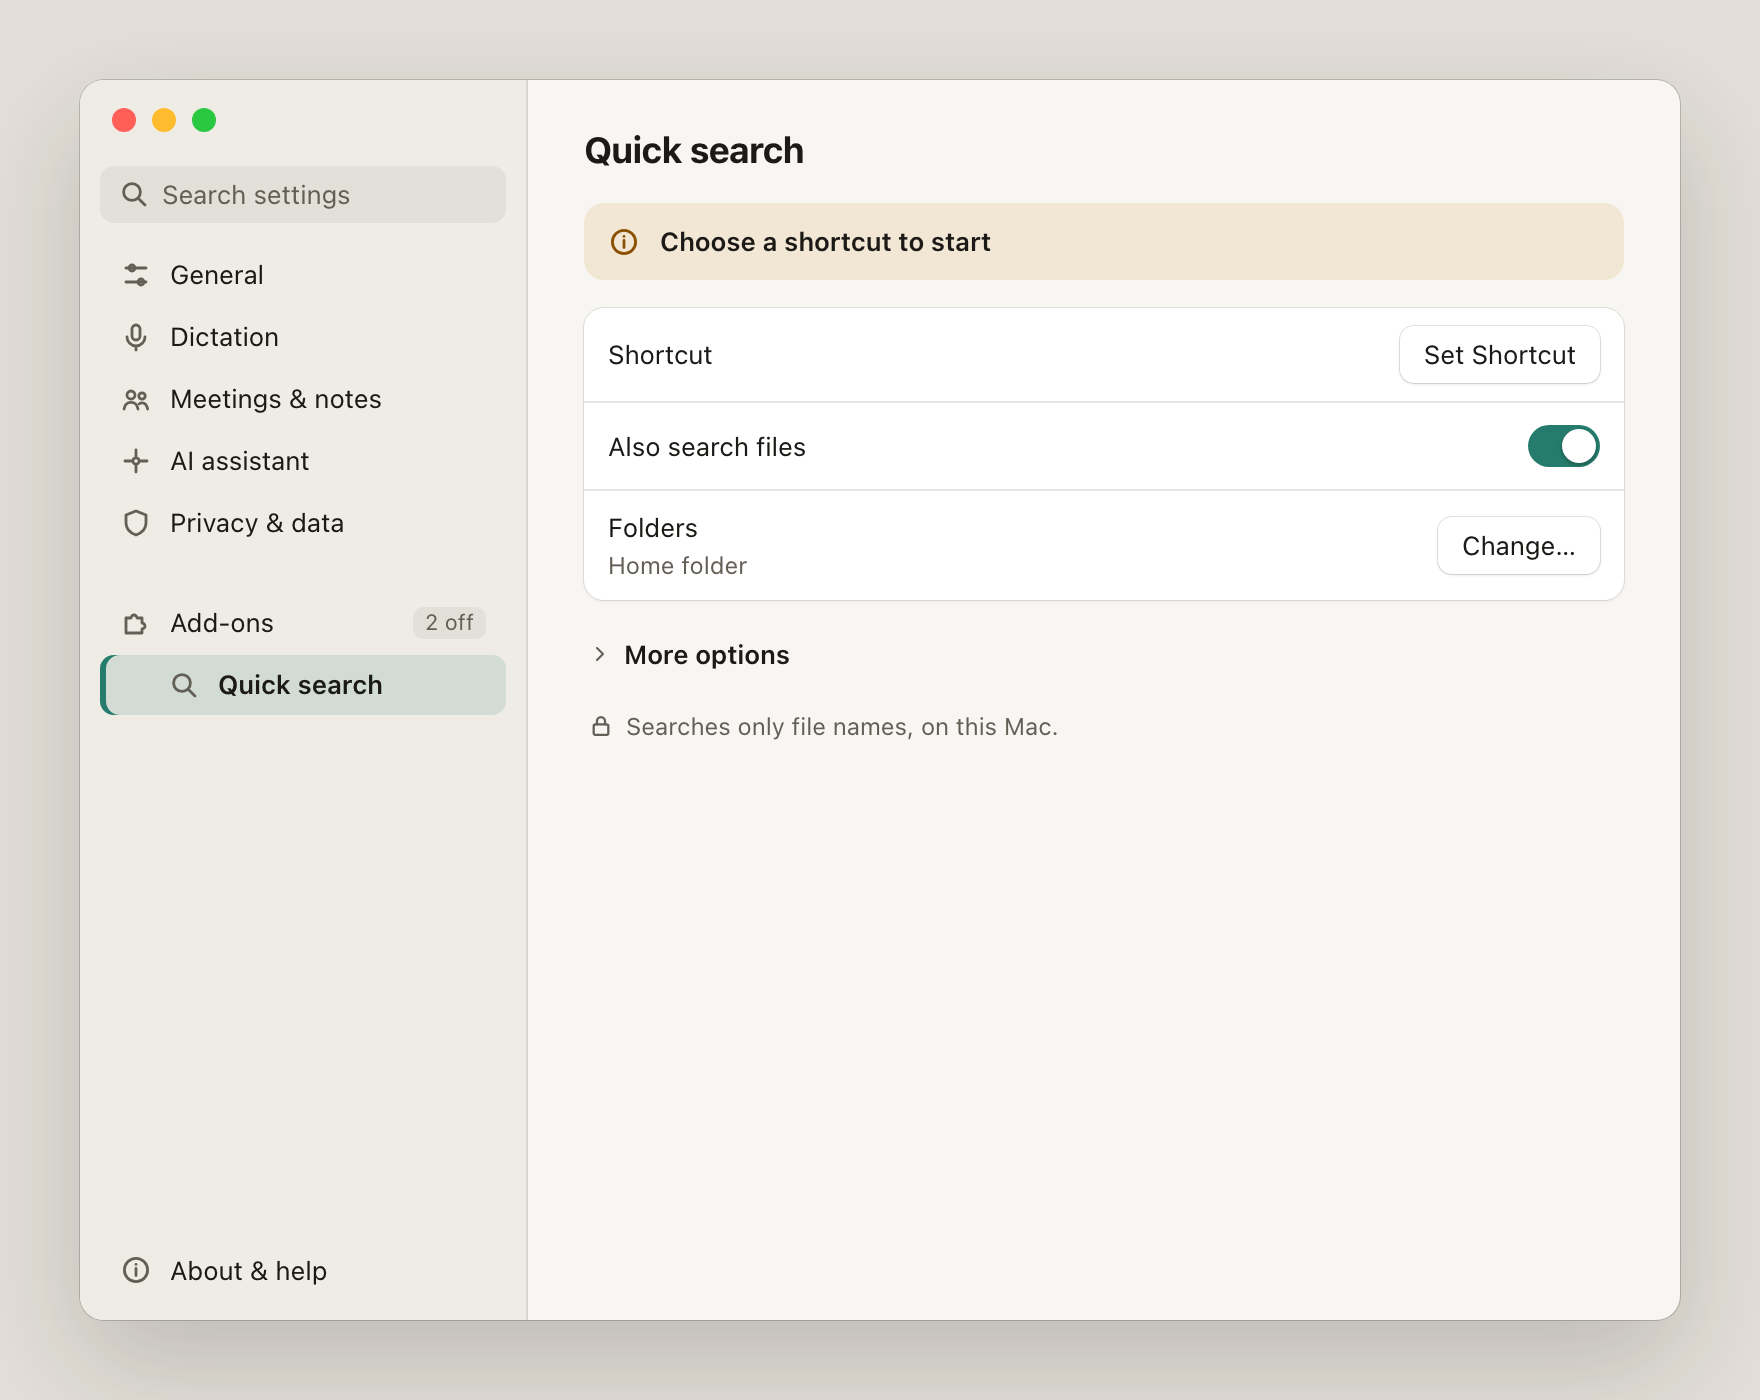 Search settings
General
Dictation
Meetings & notes
AI assistant
Privacy & data
Add-ons
2 off
Quick search
About & help
Quick search
Choose a shortcut to start
Shortcut
Set Shortcut
Also search files
Folders
Home folder
Change...
More options
Searches only file names, on this Mac.